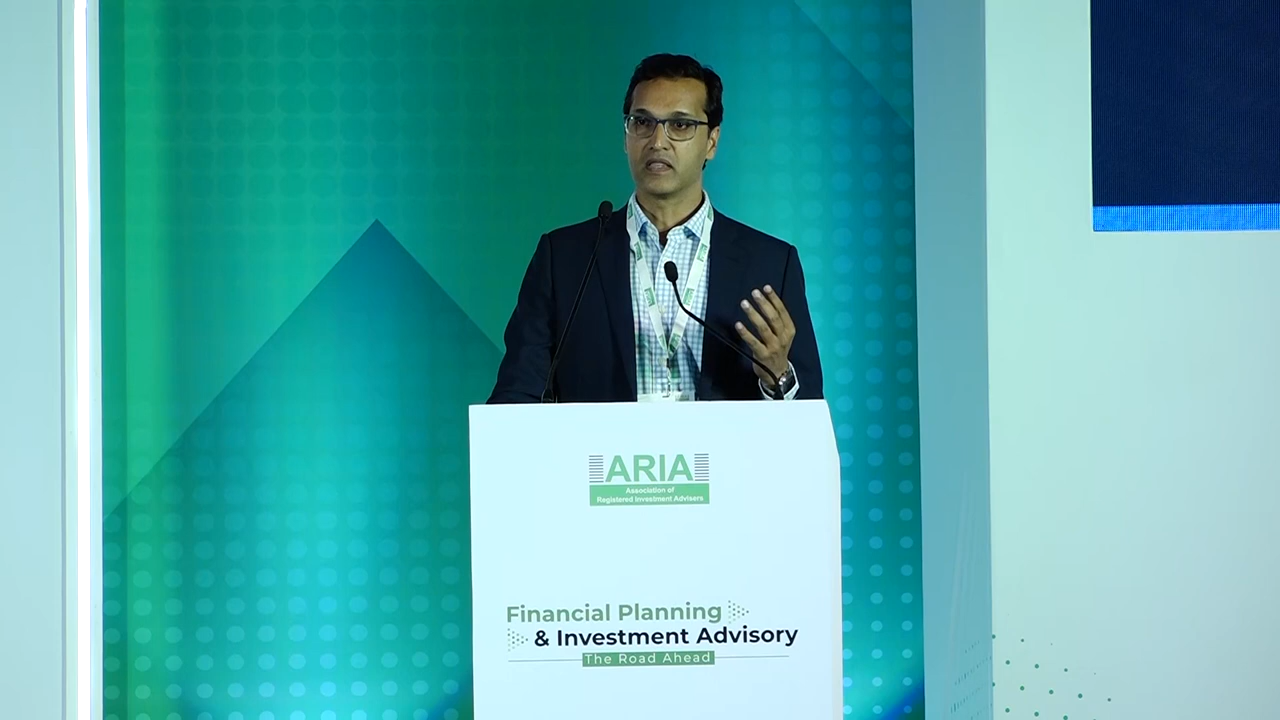 ARIA
Association of
Registered Investment Advisers
Financial Planning
& Investment Advisory
The Road Ahead